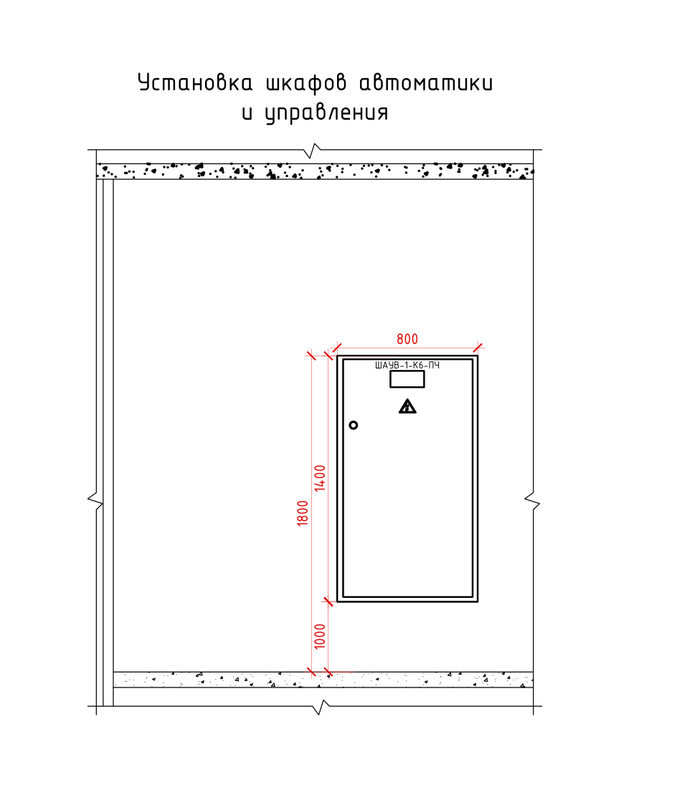 Установка шкафов автоматики
и управления
800
ШАУВ-1-К6-ПЧ
1400
1800
1000